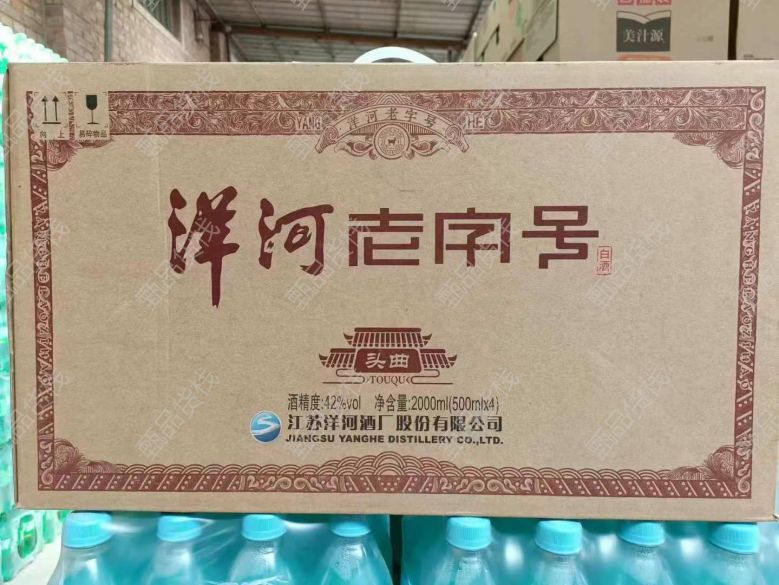 美汁源
向 上
易碎物品
YANG
洋河老字号
HE
洋河老字号
白酒
头曲
TOUQU
酒精度:42%vol 净含量:2000ml(500mlx4)
江苏洋河酒厂股份有限公司
JIANGSU YANGHE DISTILLERY CO.,LTD.